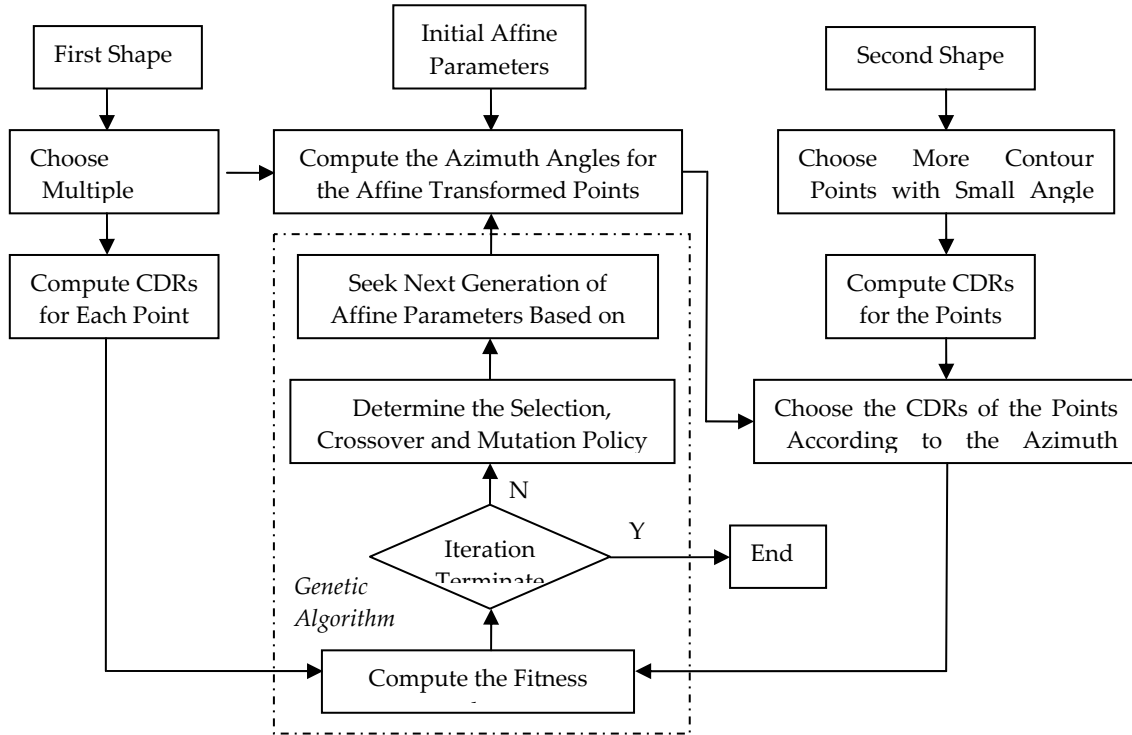 First Shape
Initial Affine
Parameters
Second Shape
Choose
Multiple
Compute the Azimuth Angles for
the Affine Transformed Points
Choose More Contour
Points with Small Angle
Compute CDRs
for Each Point
Seek Next Generation of
Affine Parameters Based on
Compute CDRs
for the Points
Determine the Selection,
Crossover and Mutation Policy
Choose the CDRs of the Points
According to the Azimuth
N
Iteration
Terminate
Y
End
Genetic
Algorithm
Compute the Fitness